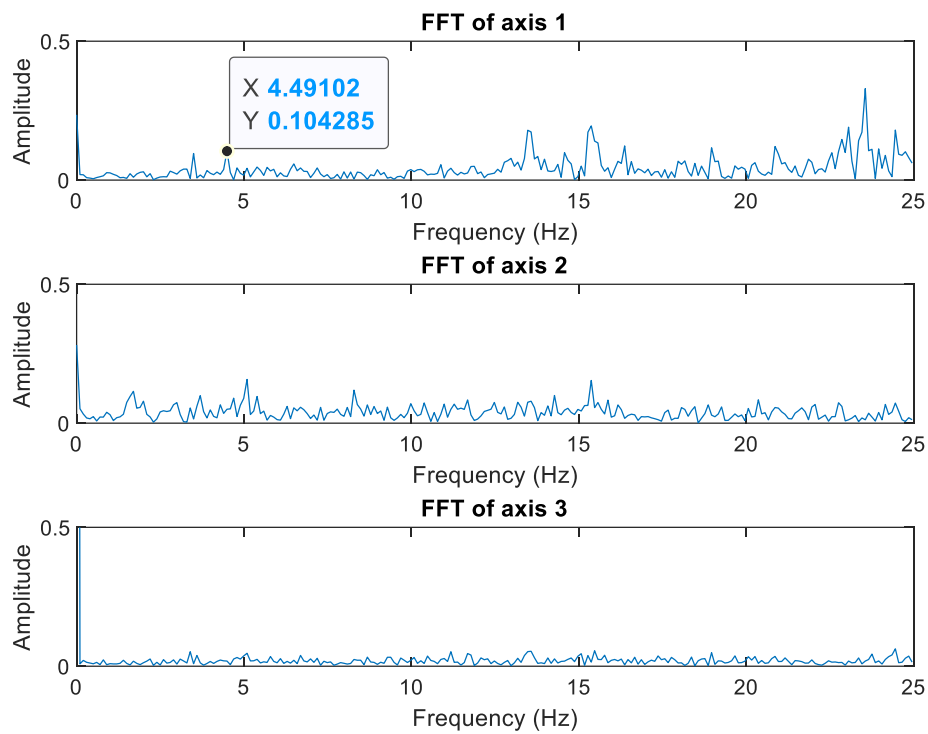 FFT of axis 1
0.5
Amplitude
X 4.49102
Y 0.104285
0
0 5 10 15 20 25
Frequency (Hz)
FFT of axis 2
0.5
Amplitude
0
0 5 10 15 20 25
Frequency (Hz)
FFT of axis 3
0.5
Amplitude
0
0 5 10 15 20 25
Frequency (Hz)